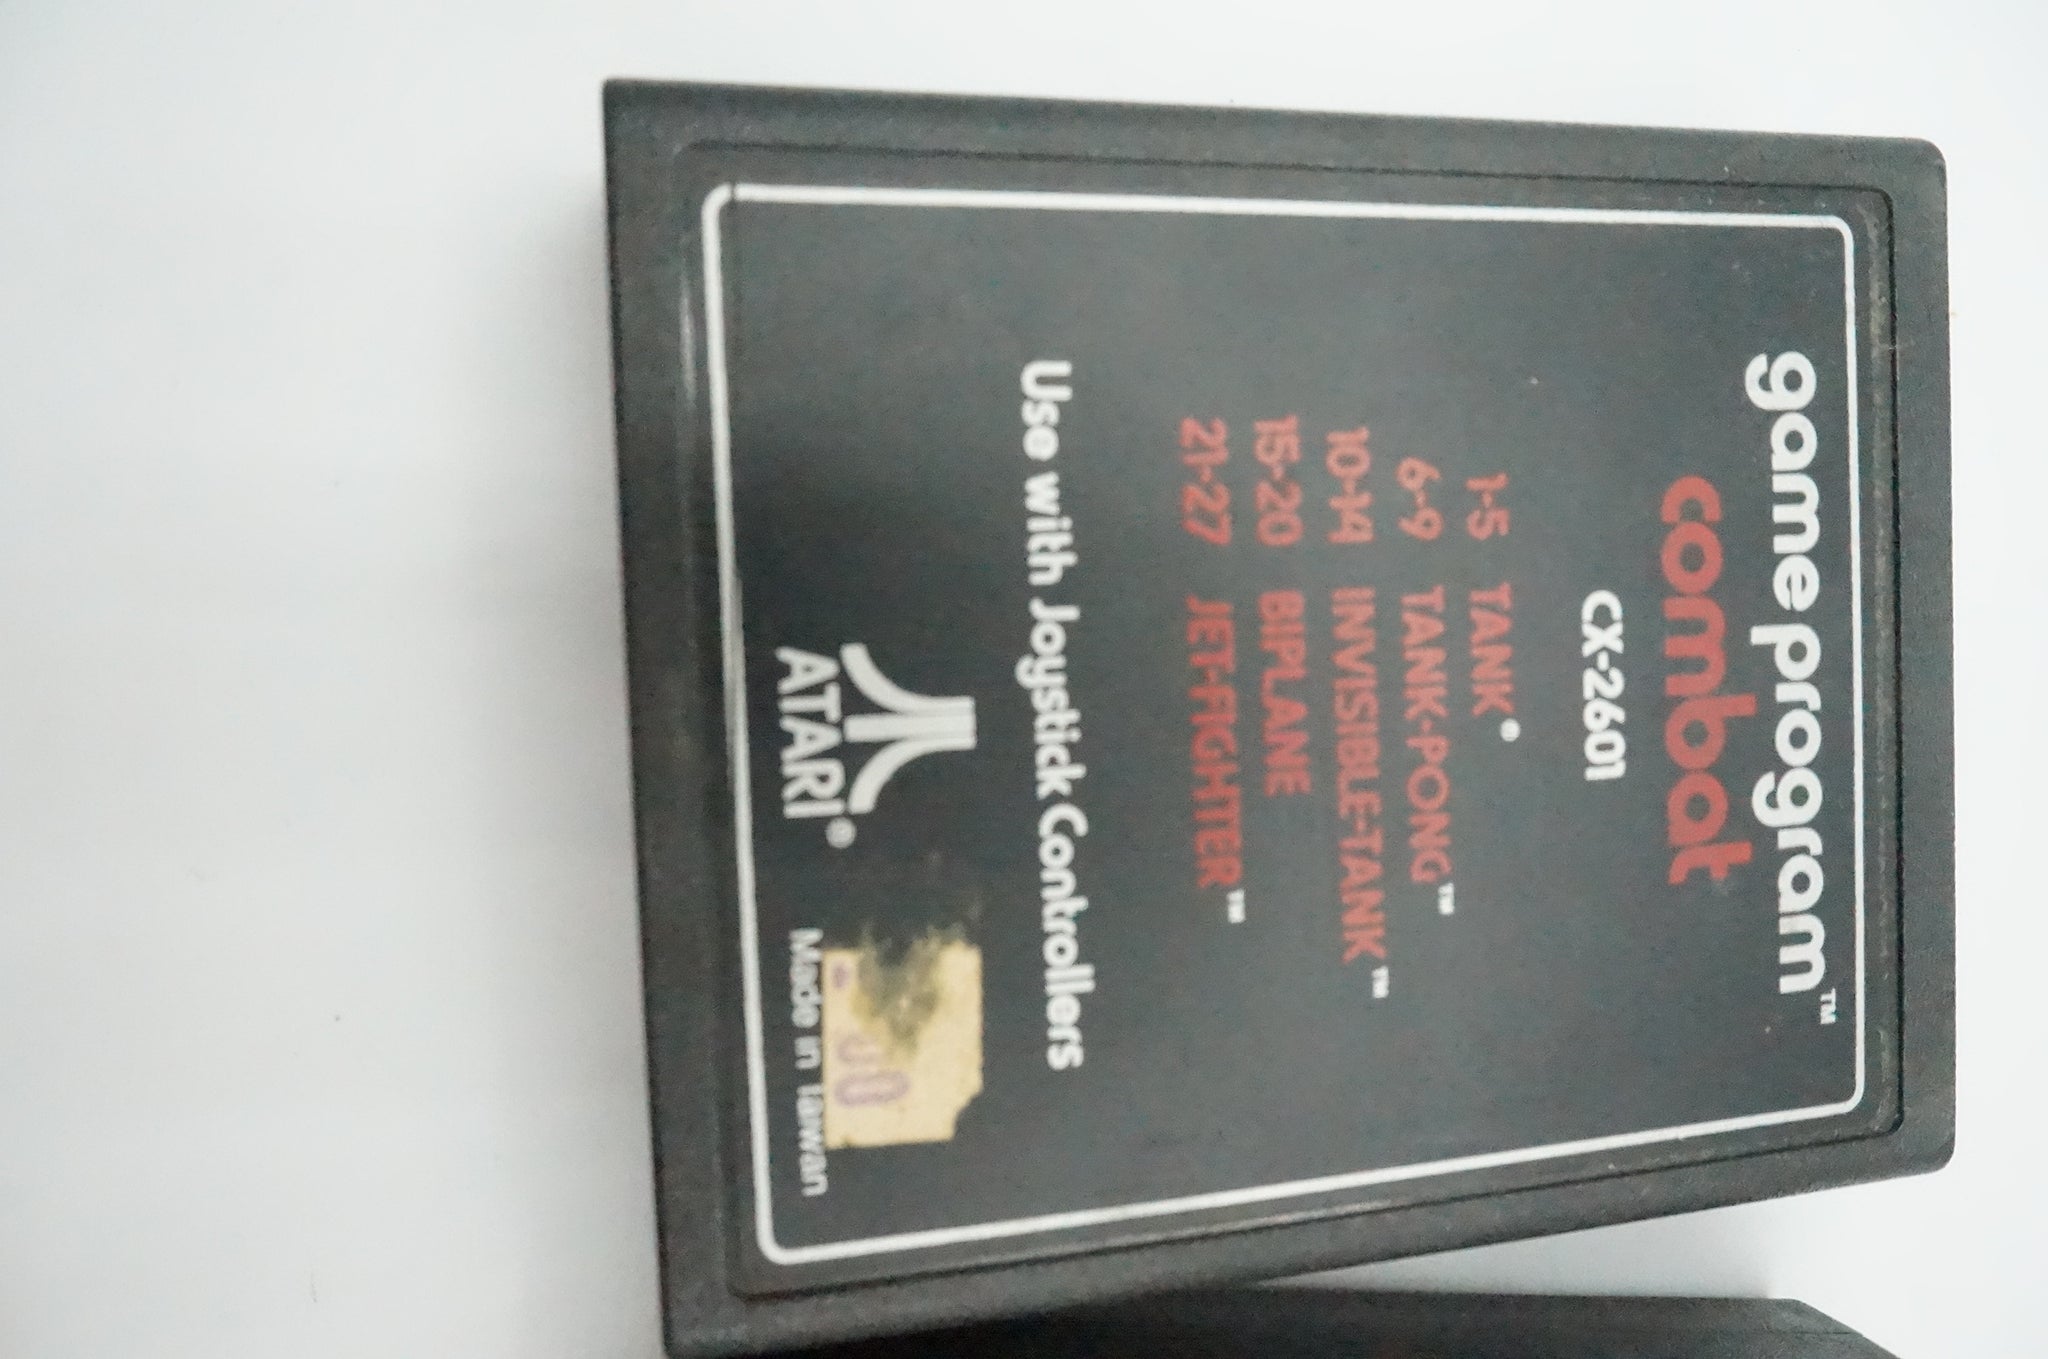 game program™
combat
CX-2601
1-5 TANK®
6-9 TANK-PONG™
10-14 INVISIBLE-TANK™
15-20 BIPLANE
21-27 JET-FIGHTER™
Use with Joystick Controllers
ATARI®
Made in Taiwan